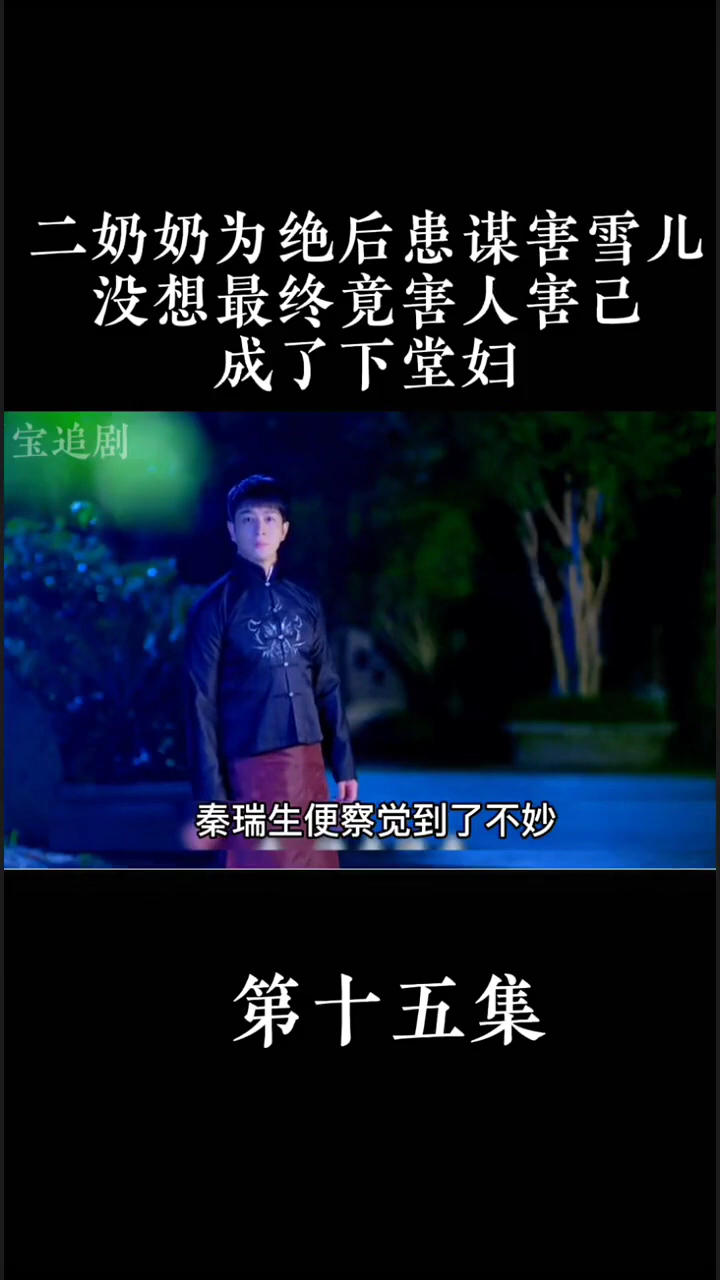 二奶奶为绝后患谋害雪儿
没想最终竟害人害己
成了下堂妇
宝追剧
秦瑞生便察觉到了不妙
第十五集